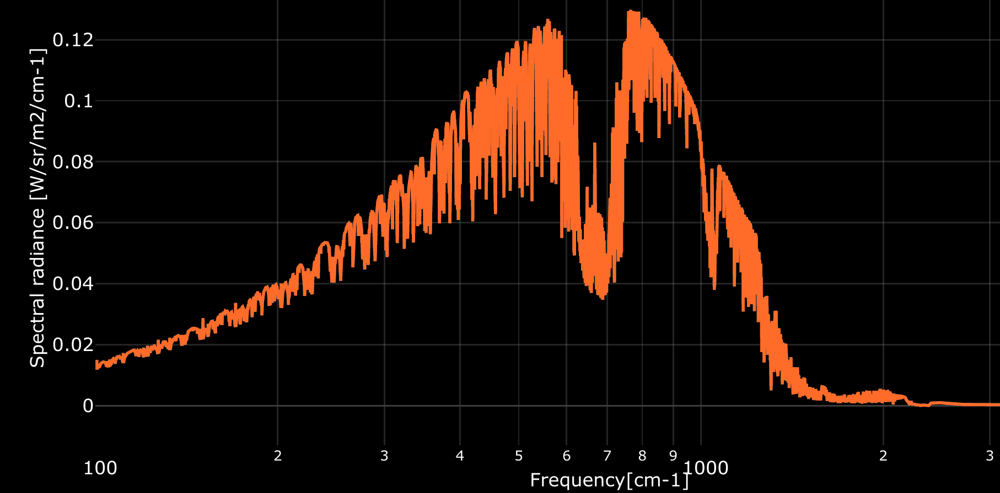 Spectral radiance [W/sr/m2/cm-1]
0.12
0.1
0.08
0.06
0.04
0.02
0
2 3 4 5 6 7 8 9 2 3
100 1000
Frequency[cm-1]